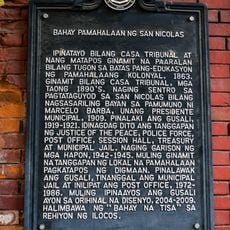 BAHAY PAMAHALAAN NG SAN NICOLAS
IPINATAYO BILANG CASA TRIBUNAL AT
NANG MATAPOS GINAMIT NA PAARALAN
BILANG TUGON SA BATAS PANG-EDUKASYON
NG PAMAHALAANG KOLONYAL, 1863.
GINAMIT BILANG CASA TRIBUNAL, MGA
TAONG 1890'S. NAGING SENTRO SA
PAGTATAGUYOD SA SAN NICOLAS BILANG
NAGSASARILING BAYAN SA PAMUMUNO NI
MARCELO BARBA, UNANG PRESIDENTE
MUNICIPAL, 1909. PINALAKI ANG GUSALI,
1919-1921. IDINAGDAG DITO ANG TANGGAPAN
NG JUSTICE OF THE PEACE, POLICE FORCE,
POST OFFICE, SESSION HALL, TREASURY
AT MUNICIPAL JAIL. NAGING GARISON NG
MGA HAPON, 1942-1945. MULING GINAMIT
NA TANGGAPAN NG LOKAL NA PAMAHALAAN
PAGKATAPOS NG DIGMAAN. PINALAWAK
ANG GUSALI, TINANGGAL ANG MUNICIPAL
JAIL AT INILIPAT ANG POST OFFICE, 1972-
1986. MULING IPINAAYOS ANG GUSALI
AYON SA ORIHINAL NA DISENYO, 2004-2009.
HALIMBAWA NG "BAHAY NA TISA" SA
REHIYON NG ILOCOS.